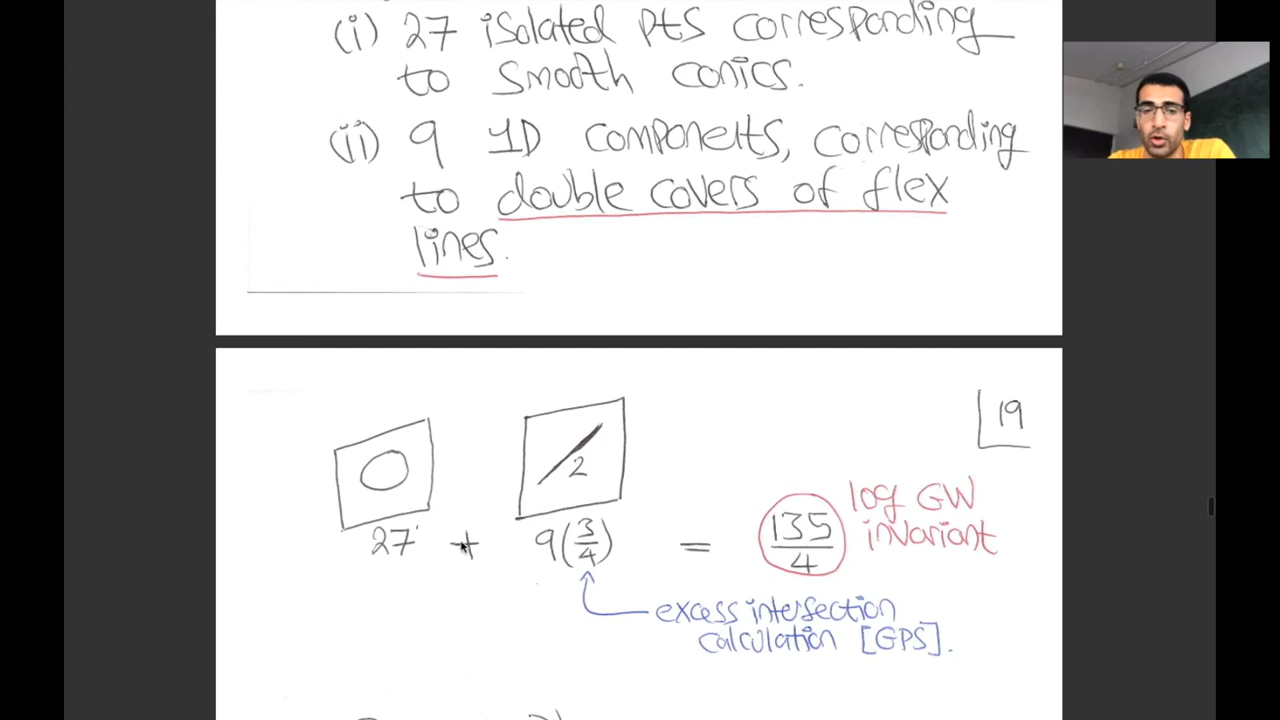 (i) 27 isolated pts corresponding
to smooth conics.
(ii) 9 1D components, corresponding
to double covers of flex
lines.
19
2
27 + 9(3/4) = 135/4 log GW
invariant
excess intersection
calculation [GPS].